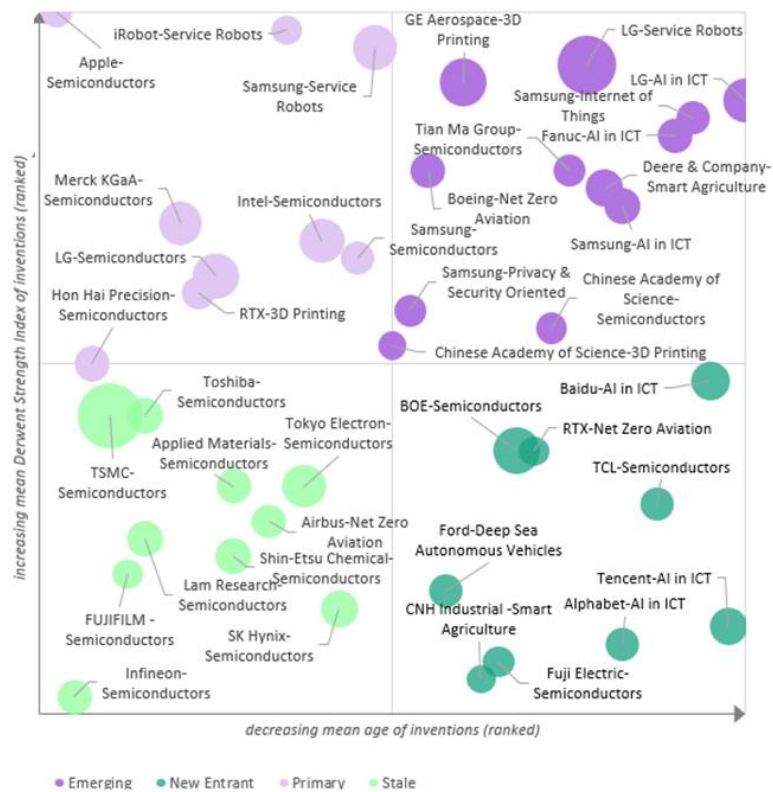 GE Aerospace-3D
Printing
iRobot-Service Robots
LG-Service Robots
Apple-
Semiconductors
Samsung-Service
Robots
LG-AI in ICT
Samsung-Internet of
Things
Fanuc-AI in ICT
Tian Ma Group-
Semiconductors
Deere & Company-
Smart Agriculture
Merck KGaA-
Semiconductors
Intel-Semiconductors
Boeing-Net Zero
Aviation
Samsung-
Semiconductors
Samsung-AI in ICT
LG-Semiconductors
Samsung-Privacy &
Security Oriented
Chinese Academy of
Science-
Semiconductors
Hon Hai Precision-
Semiconductors
RTX-3D Printing
Chinese Academy of Science-3D Printing
Toshiba-
Semiconductors
Baidu-AI in ICT
BOE-Semiconductors
Tokyo Electron-
Semiconductors
RTX-Net Zero Aviation
Applied Materials-
Semiconductors
TSMC-
Semiconductors
TCL-Semiconductors
Airbus-Net Zero
Aviation
Ford-Deep Sea
Autonomous Vehicles
Shin-Etsu Chemical-
Semiconductors
Lam Research-
Semiconductors
Tencent-AI in ICT
Alphabet-AI in ICT
CNH Industrial -Smart
Agriculture
FUJIFILM -
Semiconductors
SK Hynix-
Semiconductors
Infineon-
Semiconductors
Fuji Electric-
Semiconductors
increasing mean Derwent Strength Index of inventions (ranked)
decreasing mean age of inventions (ranked)
Emerging
New Entrant
Primary
Stale